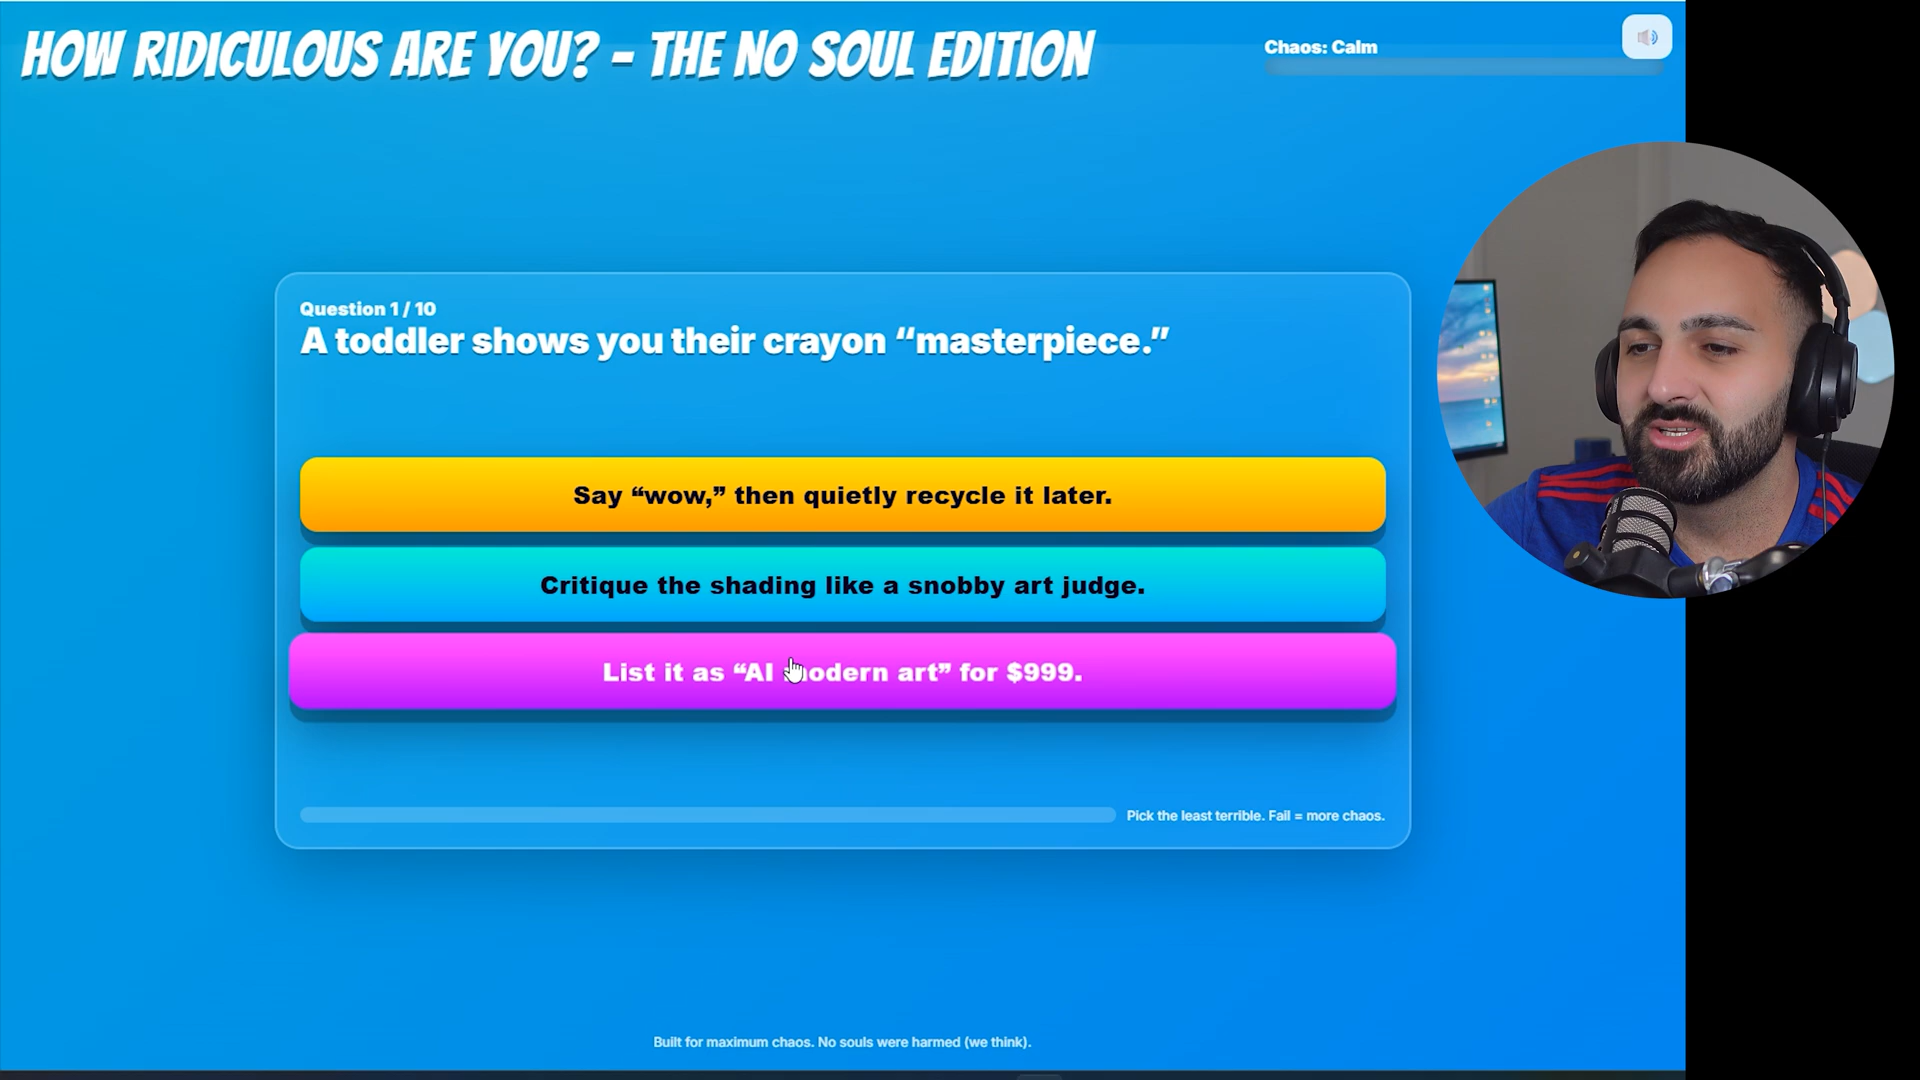 HOW RIDICULOUS ARE YOU? – THE NO SOUL EDITION
Chaos: Calm
Question 1 / 10
A toddler shows you their crayon “masterpiece.”
Say “wow,” then quietly recycle it later.
Critique the shading like a snobby art judge.
List it as “AI modern art” for $999.
Pick the least terrible. Fail = more chaos.
Built for maximum chaos. No souls were harmed (we think).